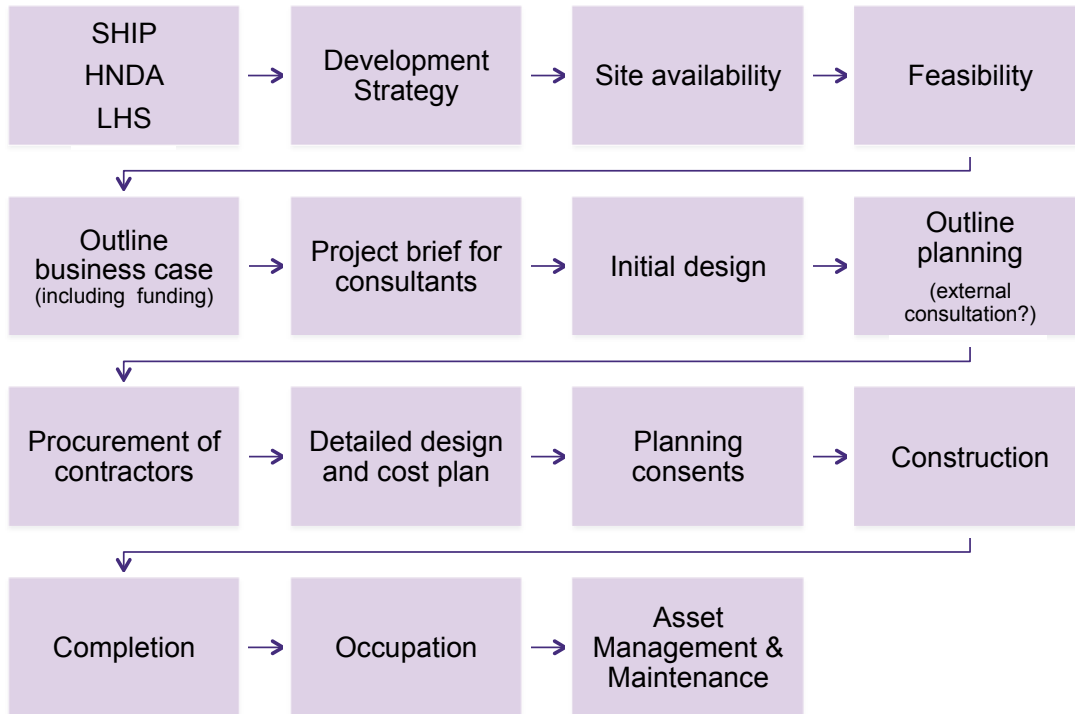 SHIP
HNDA
LHS
Development
Strategy
Site availability
Feasibility
Outline
business case
(including funding)
Project brief for
consultants
Initial design
Outline
planning
(external
consultation?)
Procurement of
contractors
Detailed design
and cost plan
Planning
consents
Construction
Completion
Occupation
Asset
Management &
Maintenance